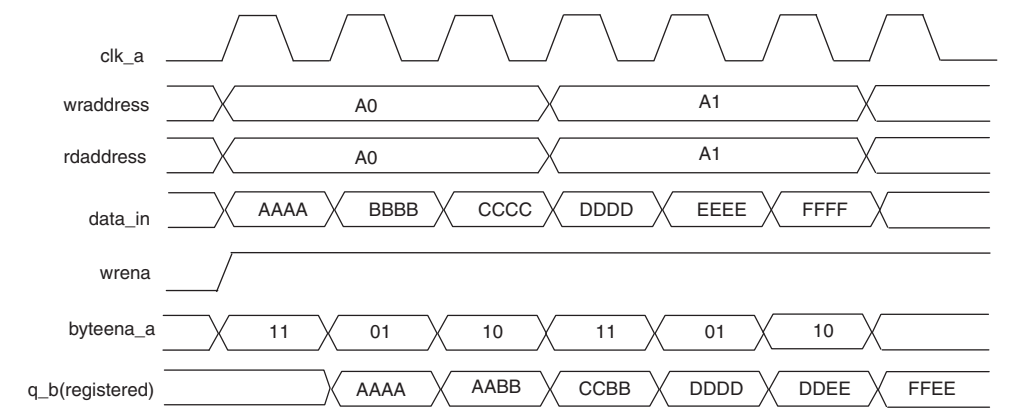 clk_a
wraddress A0 A1
rdaddress A0 A1
data_in AAAA BBBB CCCC DDDD EEEE FFFF
wrena
byteena_a 11 01 10 11 01 10
q_b(registered) AAAA AABB CCBB DDDD DDEE FFEE